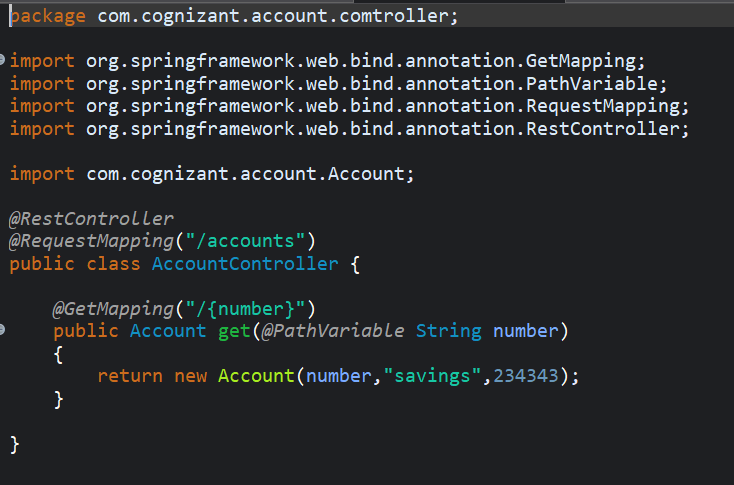 package com.cognizant.account.comtroller;
import org.springframework.web.bind.annotation.GetMapping;
import org.springframework.web.bind.annotation.PathVariable;
import org.springframework.web.bind.annotation.RequestMapping;
import org.springframework.web.bind.annotation.RestController;
import com.cognizant.account.Account;
@RestController
@RequestMapping("/accounts")
public class AccountController {
    @GetMapping("/{number}")
    public Account get(@PathVariable String number)
    {
        return new Account(number,"savings",234343);
    }
}